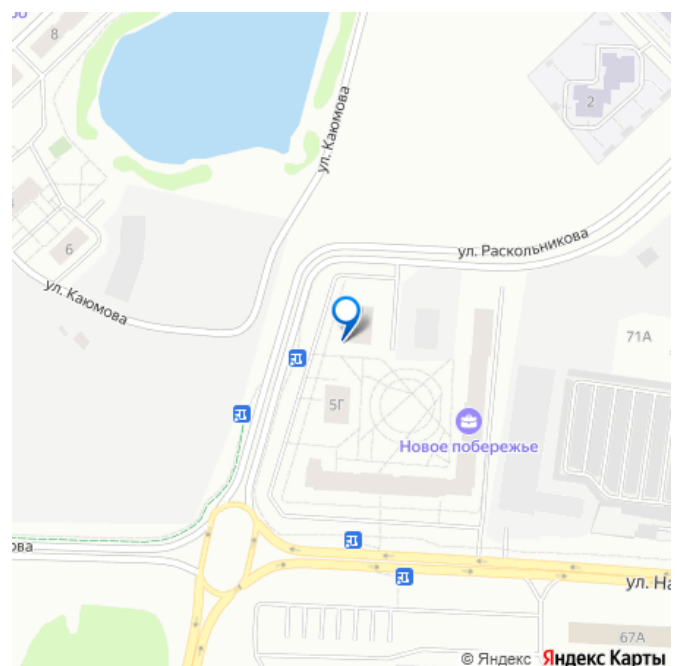 8
2
ул. Каюмова
ул. Раскольникова
6
ул. Каюмова
71А
5Г
Новое побережье
ова
ул. На
67А
© Яндекс Яндекс Карты